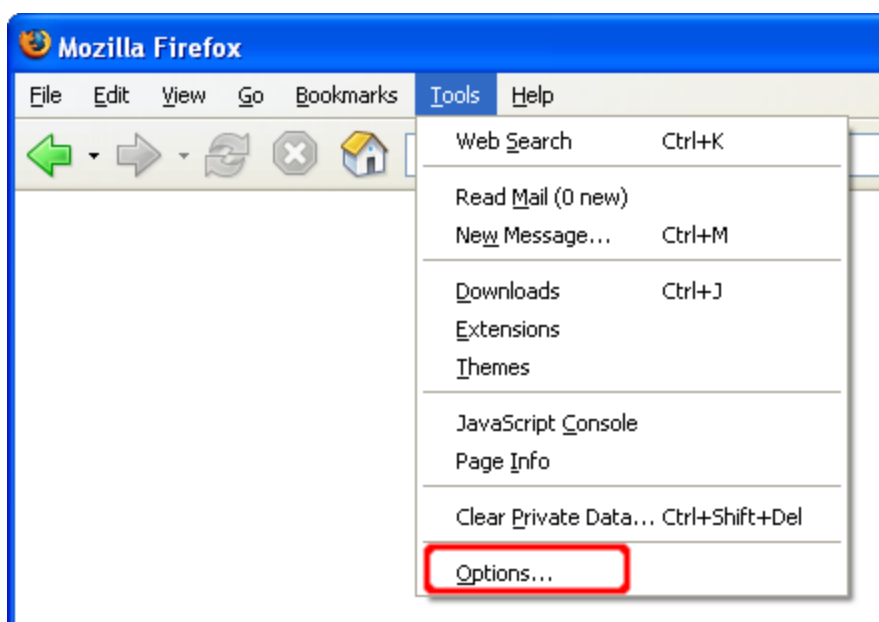 Mozilla Firefox
File Edit View Go Bookmarks Tools Help
Web Search Ctrl+K
Read Mail (0 new)
New Message... Ctrl+M
Downloads Ctrl+J
Extensions
Themes
JavaScript Console
Page Info
Clear Private Data... Ctrl+Shift+Del
Options...